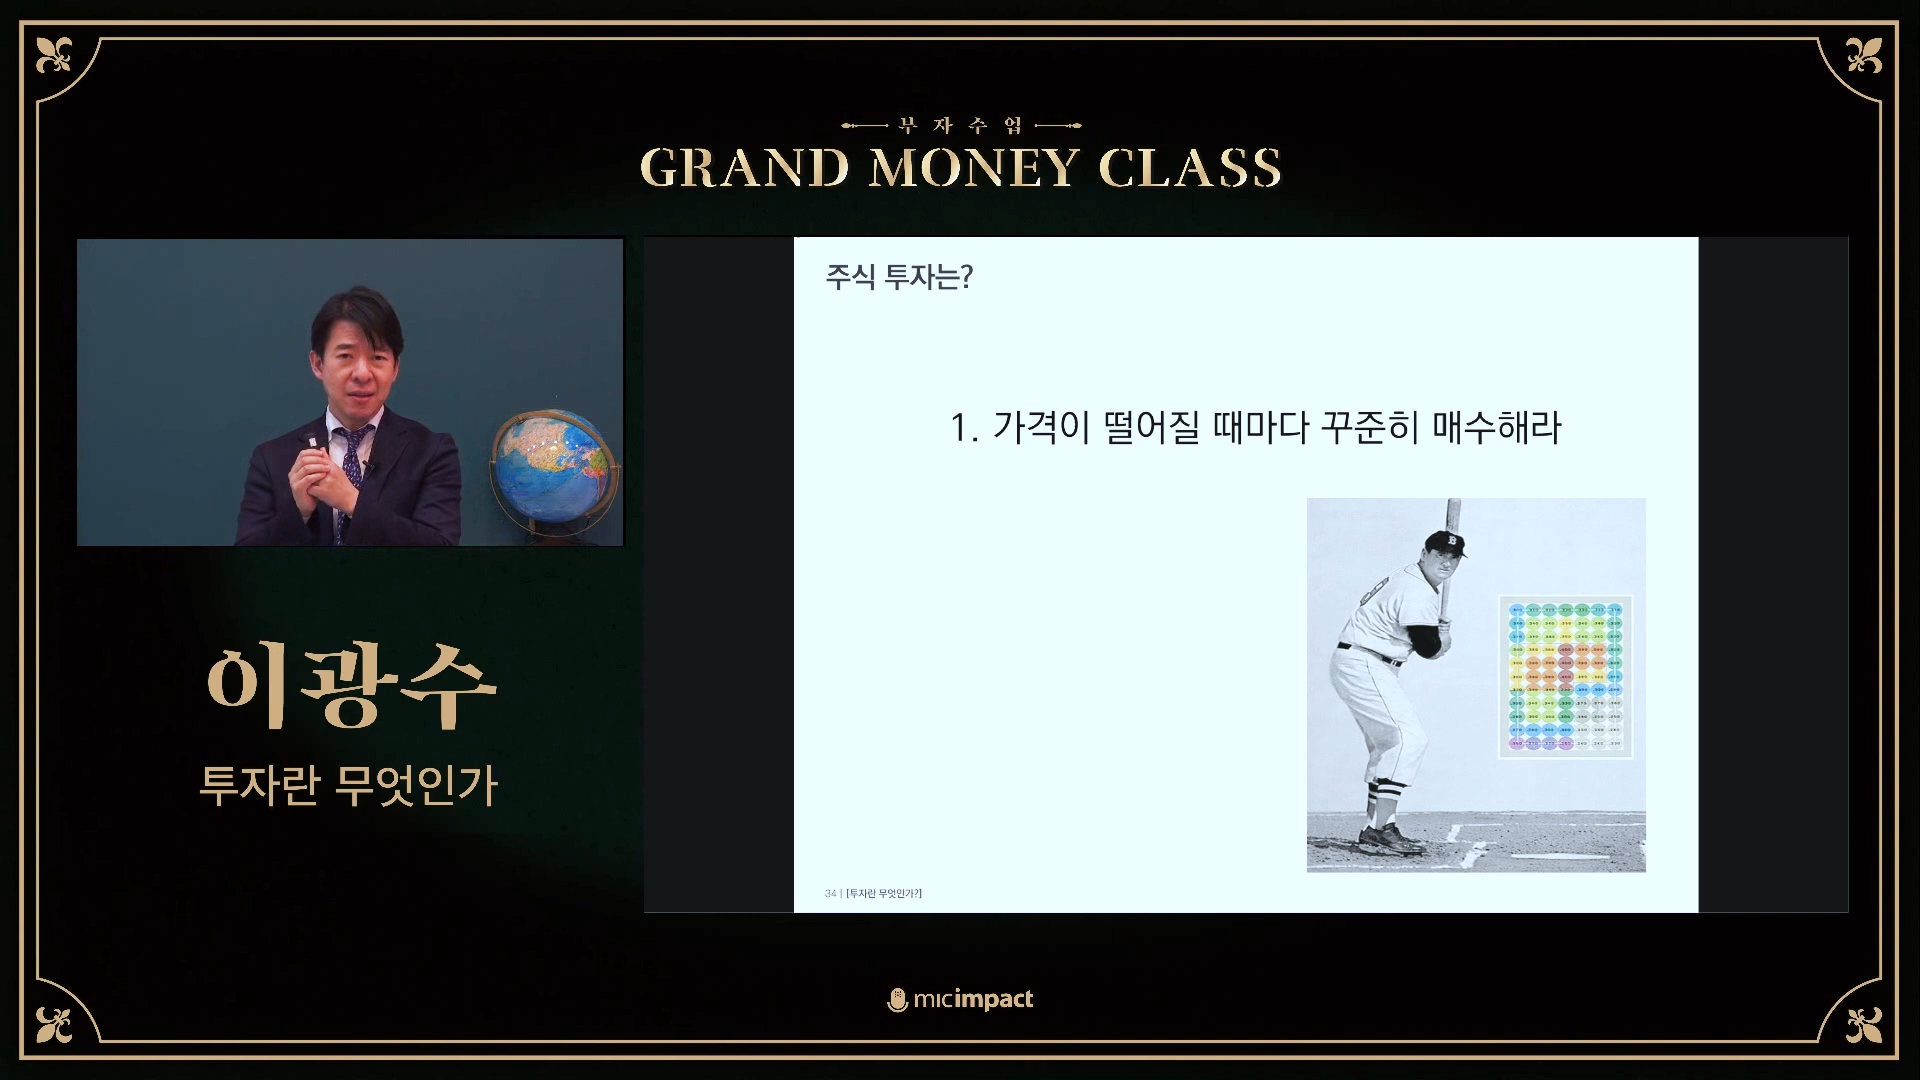 부자수업
GRAND MONEY CLASS
주식 투자는?
1. 가격이 떨어질 때마다 꾸준히 매수해라
B
34 | [투자란 무엇인가?]
이광수
투자란 무엇인가
micimpact